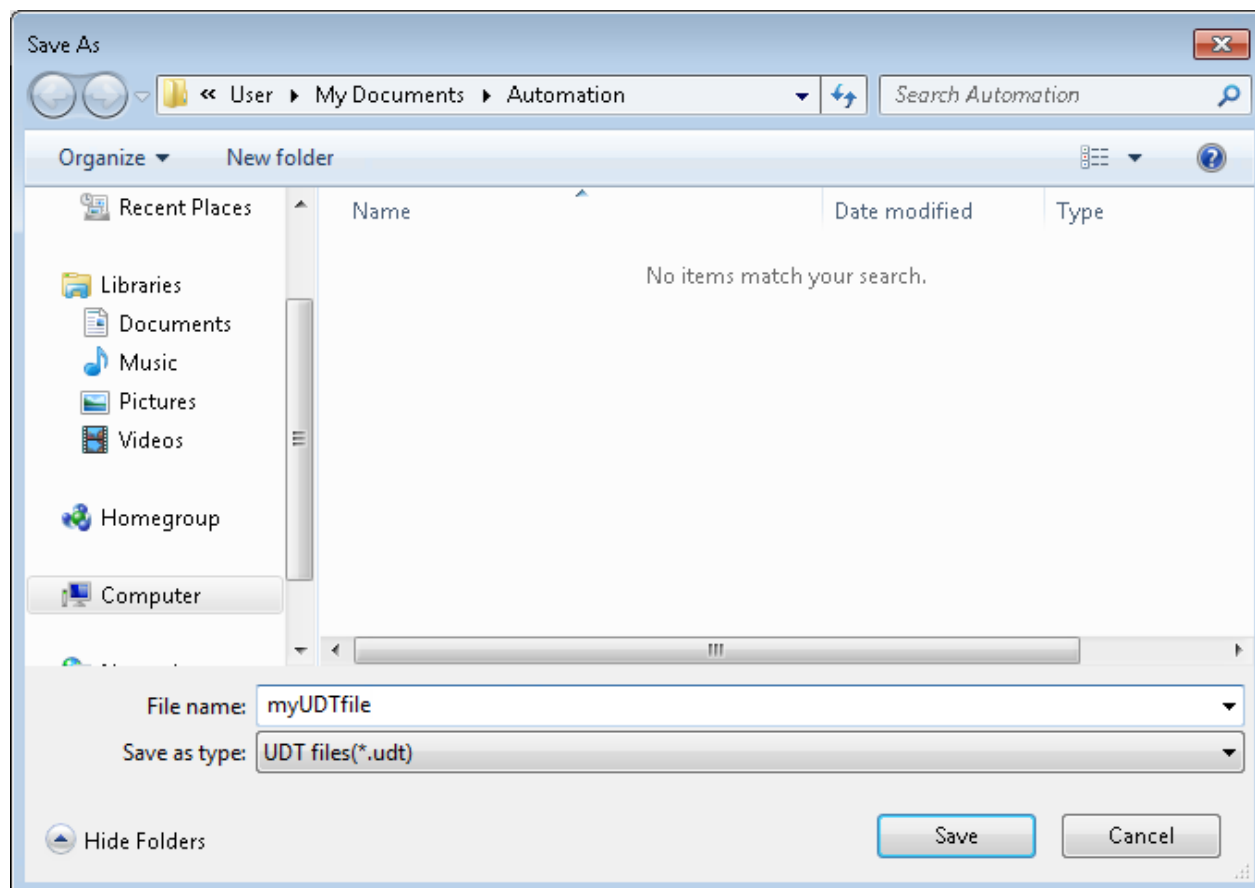 Save As
« User ▸ My Documents ▸ Automation
Search Automation
Organize New folder
Recent Places
Name Date modified Type
No items match your search.
Libraries
Documents
Music
Pictures
Videos
Homegroup
Computer
File name: myUDTfile
Save as type: UDT files(*.udt)
Hide Folders
Save Cancel